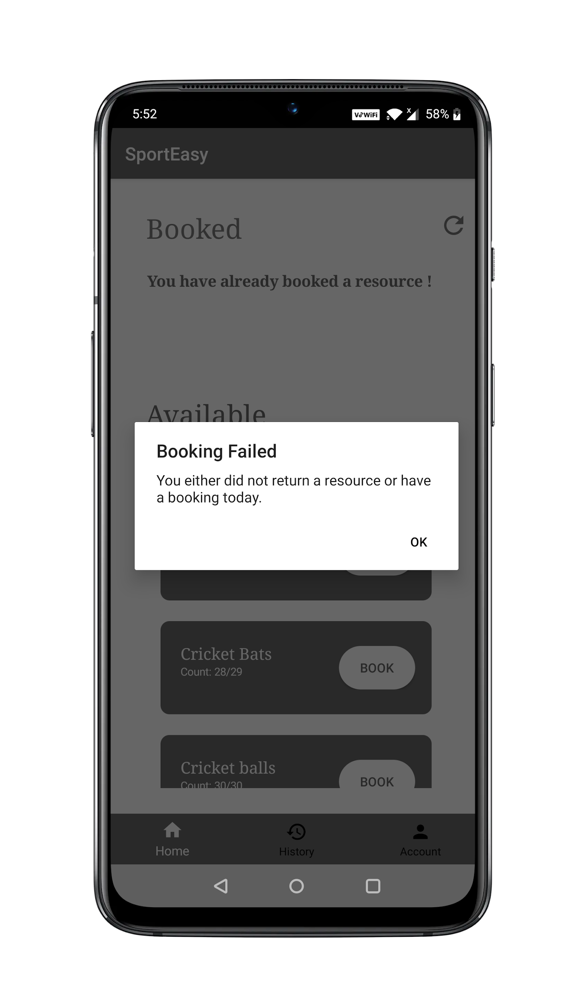 5:52
VoWiFi
x
58%
SportEasy
Booked
You have already booked a resource !
Available
Booking Failed
You either did not return a resource or have
a booking today.
OK
Cricket Bats
Count: 28/29
BOOK
Cricket balls
Count: 30/30
BOOK
Home
History
Account